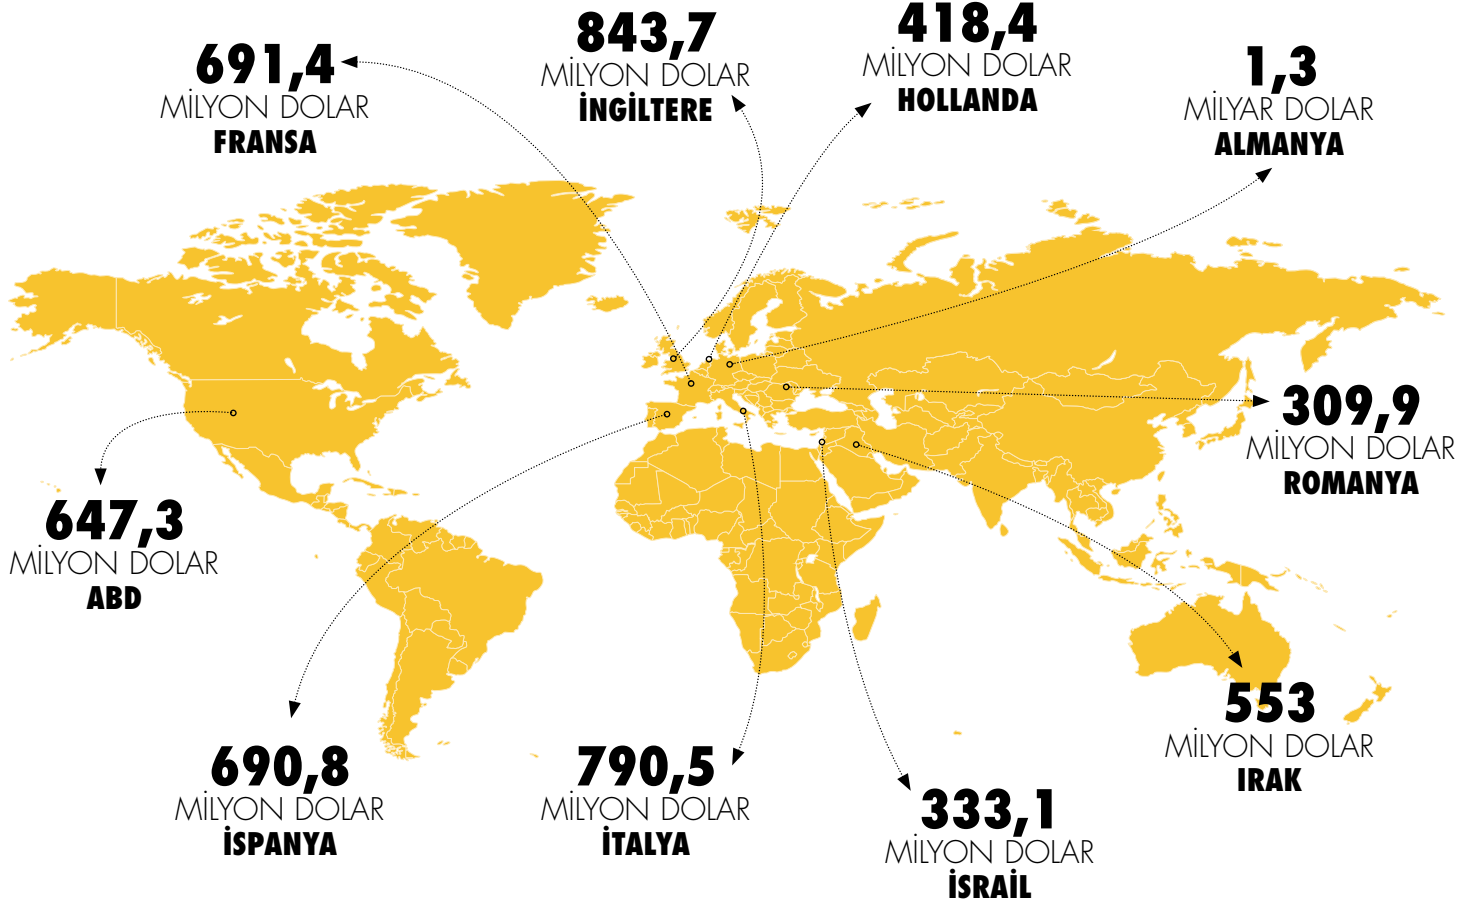 691,4
MİLYON DOLAR
FRANSA
843,7
MİLYON DOLAR
İNGİLTERE
418,4
MİLYON DOLAR
HOLLANDA
1,3
MİLYAR DOLAR
ALMANYA
309,9
MİLYON DOLAR
ROMANYA
647,3
MİLYON DOLAR
ABD
690,8
MİLYON DOLAR
İSPANYA
790,5
MİLYON DOLAR
İTALYA
333,1
MİLYON DOLAR
İSRAİL
553
MİLYON DOLAR
IRAK